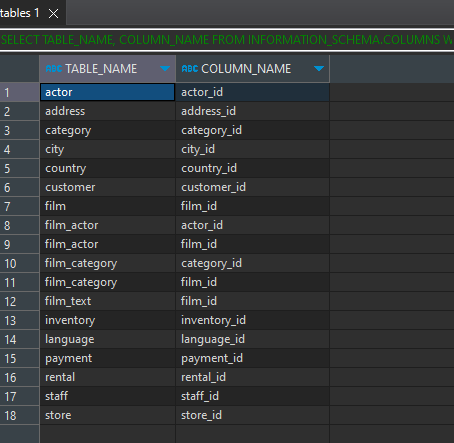 tables 1
SELECT TABLE_NAME, COLUMN_NAME FROM INFORMATION_SCHEMA.COLUMNS W
ABC TABLE_NAME ABC COLUMN_NAME
1 actor actor_id
2 address address_id
3 category category_id
4 city city_id
5 country country_id
6 customer customer_id
7 film film_id
8 film_actor actor_id
9 film_actor film_id
10 film_category category_id
11 film_category film_id
12 film_text film_id
13 inventory inventory_id
14 language language_id
15 payment payment_id
16 rental rental_id
17 staff staff_id
18 store store_id